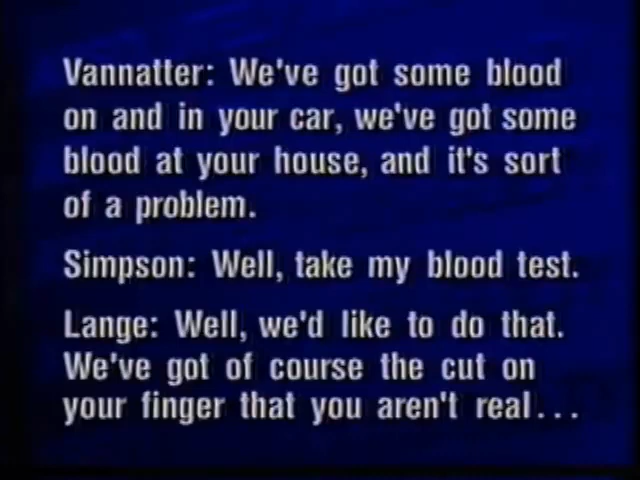 Vannatter: We've got some blood
on and in your car, we've got some
blood at your house, and it's sort
of a problem.
Simpson: Well, take my blood test.
Lange: Well, we'd like to do that.
We've got of course the cut on
your finger that you aren't real...